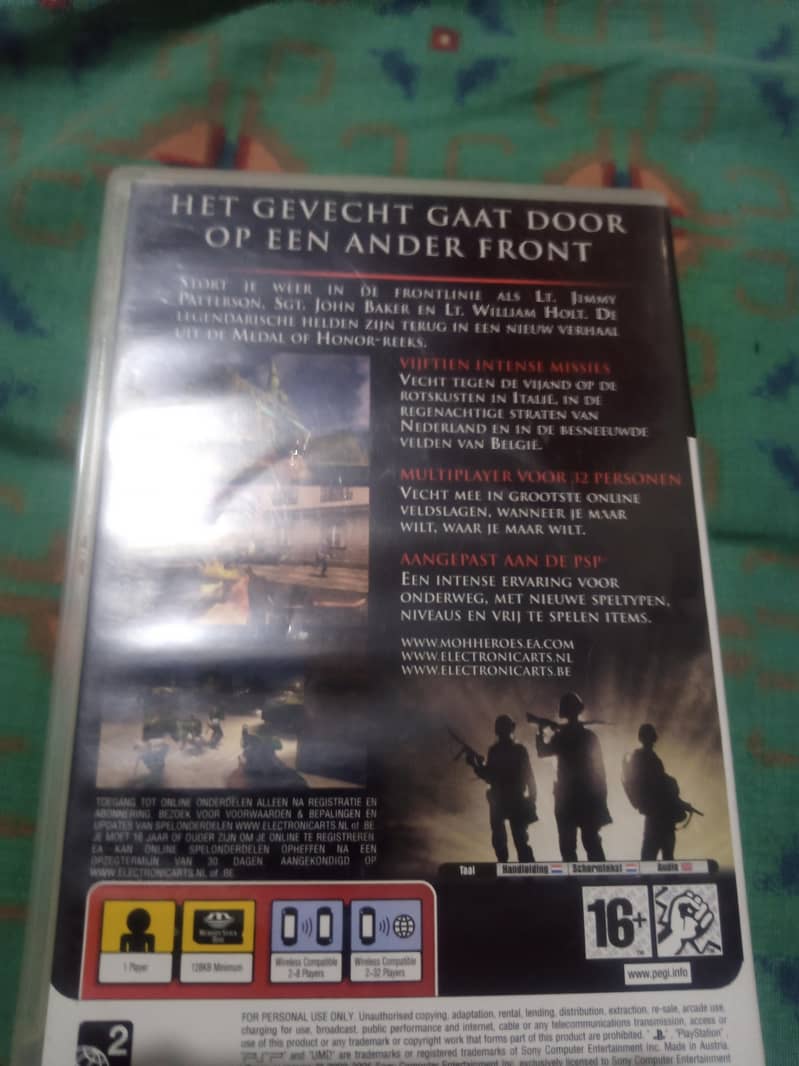 HET GEVECHT GAAT DOOR
OP EEN ANDER FRONT
STORT JE WEER IN DE FRONTLINIE ALS LT. JIMMY
PATTERSON, SGT. JOHN BAKER EN LT. WILLIAM HOLT. DE
LEGENDARISCHE HELDEN ZIJN TERUG IN EEN NIEUW VERHAAL
UIT DE MEDAL OF HONOR-REEKS.
VIJFTIEN INTENSE MISSIES
VECHT TEGEN DE VIJAND OP DE
ROTSKUSTEN IN ITALIË, IN DE
REGENACHTIGE STRATEN VAN
NEDERLAND EN IN DE BESNEEUWDE
VELDEN VAN BELGIË.
MULTIPLAYER VOOR 32 PERSONEN
VECHT MEE IN GROOTSTE ONLINE
VELDSLAGEN, WANNEER JE MAAR
WILT, WAAR JE MAAR WILT.
AANGEPAST AAN DE PSP™
EEN INTENSE ERVARING VOOR
ONDERWEG, MET NIEUWE SPELTYPEN,
NIVEAUS EN VRIJ TE SPELEN ITEMS.
WWW.MOHHEROES.EA.COM
WWW.ELECTRONICARTS.NL
WWW.ELECTRONICARTS.BE
TOEGANG TOT ONLINE ONDERDELEN ALLEEN NA REGISTRATIE EN
ABONNERING. BEZOEK VOOR VOORWAARDEN & BEPALINGEN EN
UPDATES VAN SPELONDERDELEN WWW.ELECTRONICARTS.NL of .BE.
JE MOET 16 JAAR OF OUDER ZIJN OM JE ONLINE TE REGISTREREN.
EA KAN ONLINE SPELONDERDELEN OPHEFFEN NA EEN
OPZEGTERMIJN VAN 30 DAGEN AANGEKONDIGD OP
WWW.ELECTRONICARTS.NL of .BE
Taal Handleiding Schermtekst Audio
1 Player
MEMORY STICK
128KB Minimum
Wireless Compatible
2-8 Players
Wireless Compatible
2-32 Players
16+
www.pegi.info
2
FOR PERSONAL USE ONLY. Unauthorised copying, adaptation, rental, lending, distribution, extraction, re-sale, arcade use,
charging for use, broadcast, public performance and internet, cable or any telecommunications transmission, access or
use of this product or any trademark or copyright work that forms part of this product are prohibited. "PlayStation",
"PSP" and "UMD" are trademarks or registered trademarks of Sony Computer Entertainment Inc. Made in Austria.
exclusively licensed to Sony Computer Entertainment